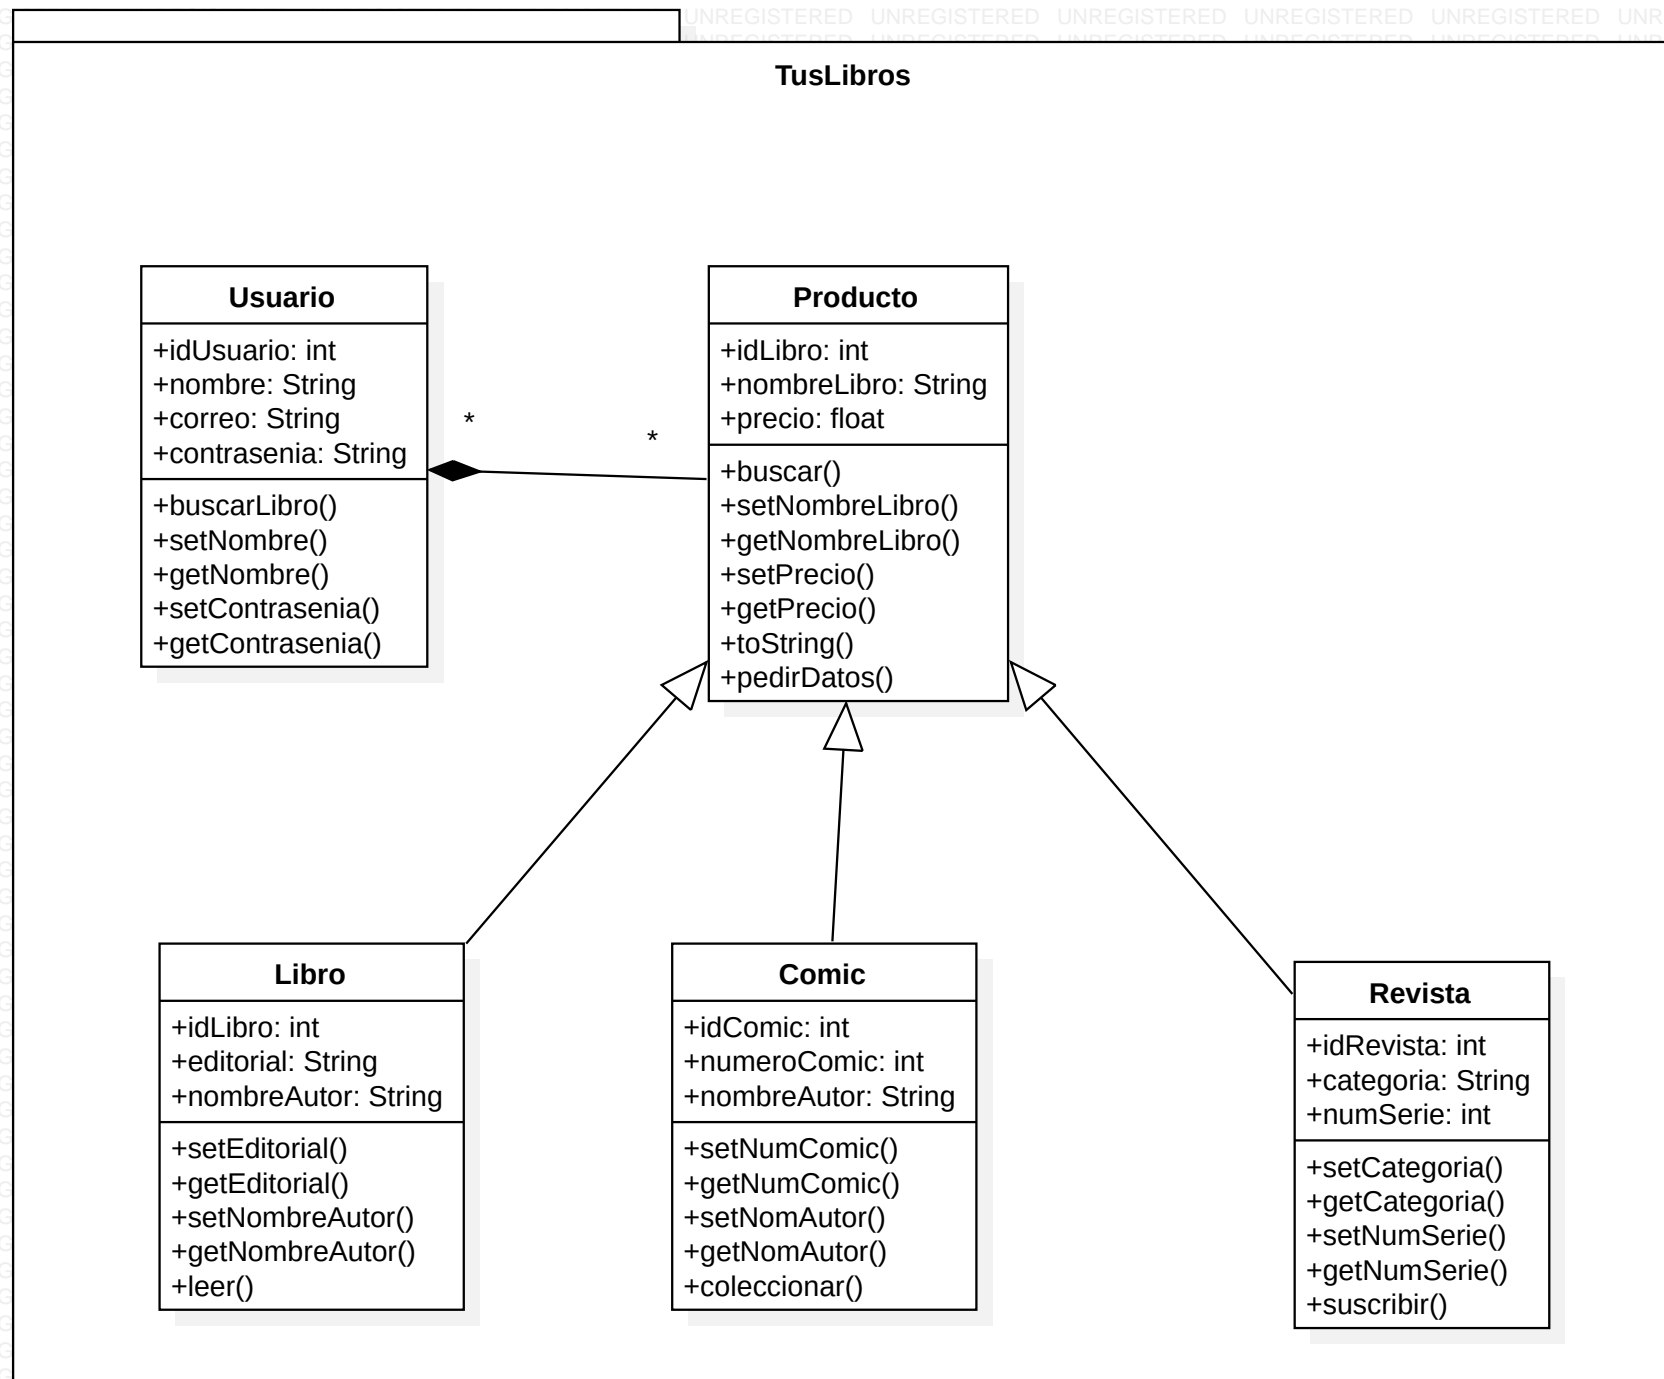 UNREGISTERED UNREGISTERED UNREGISTERED UNREGISTERED UNREGISTERED UNR
TusLibros
Usuario
+idUsuario: int
+nombre: String
+correo: String
+contrasenia: String
+buscarLibro()
+setNombre()
+getNombre()
+setContrasenia()
+getContrasenia()
*
*
Producto
+idLibro: int
+nombreLibro: String
+precio: float
+buscar()
+setNombreLibro()
+getNombreLibro()
+setPrecio()
+getPrecio()
+toString()
+pedirDatos()
Libro
+idLibro: int
+editorial: String
+nombreAutor: String
+setEditorial()
+getEditorial()
+setNombreAutor()
+getNombreAutor()
+leer()
Comic
+idComic: int
+numeroComic: int
+nombreAutor: String
+setNumComic()
+getNumComic()
+setNomAutor()
+getNomAutor()
+coleccionar()
Revista
+idRevista: int
+categoria: String
+numSerie: int
+setCategoria()
+getCategoria()
+setNumSerie()
+getNumSerie()
+suscribir()